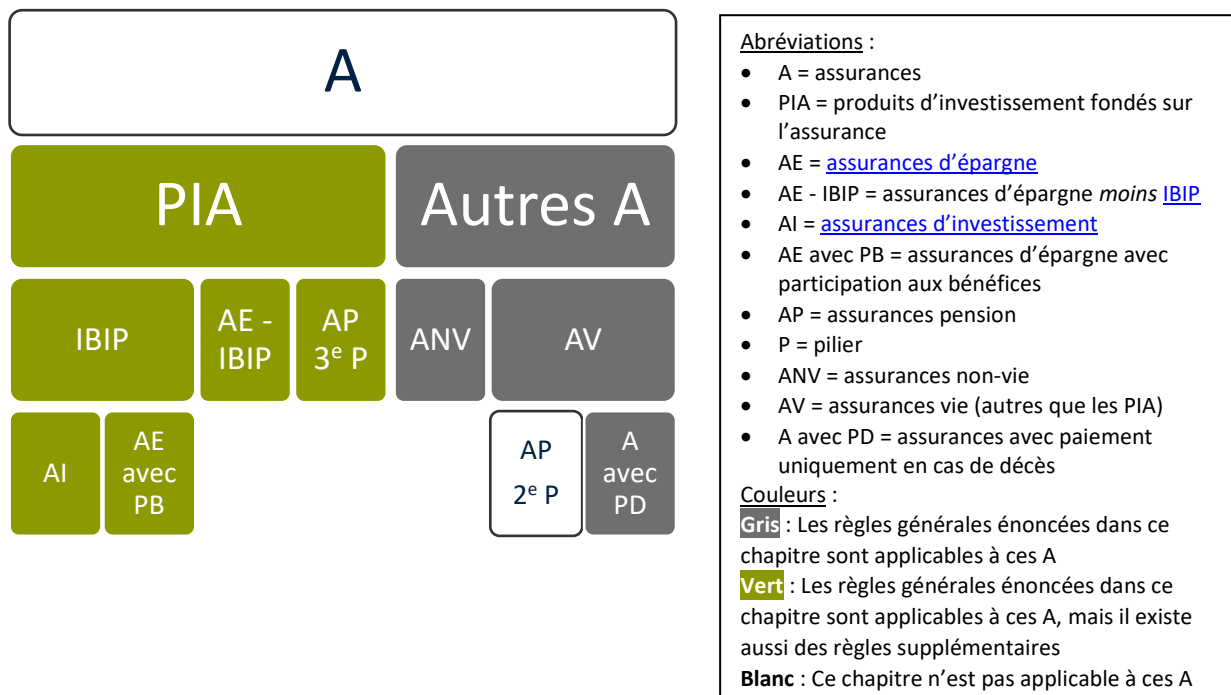 A
PIA
Autres A
IBIP
AE -
IBIP
AP
3e P
ANV
AV
AI
AE
avec
PB
AP
2e P
A
avec
PD
Abréviations :
• A = assurances
• PIA = produits d'investissement fondés sur
l'assurance
• AE = assurances d'épargne
• AE - IBIP = assurances d'épargne moins IBIP
• AI = assurances d'investissement
• AE avec PB = assurances d'épargne avec
participation aux bénéfices
• AP = assurances pension
• P = pilier
• ANV = assurances non-vie
• AV = assurances vie (autres que les PIA)
• A avec PD = assurances avec paiement
uniquement en cas de décès
Couleurs :
Gris : Les règles générales énoncées dans ce
chapitre sont applicables à ces A
Vert : Les règles générales énoncées dans ce
chapitre sont applicables à ces A, mais il existe
aussi des règles supplémentaires
Blanc : Ce chapitre n'est pas applicable à ces A